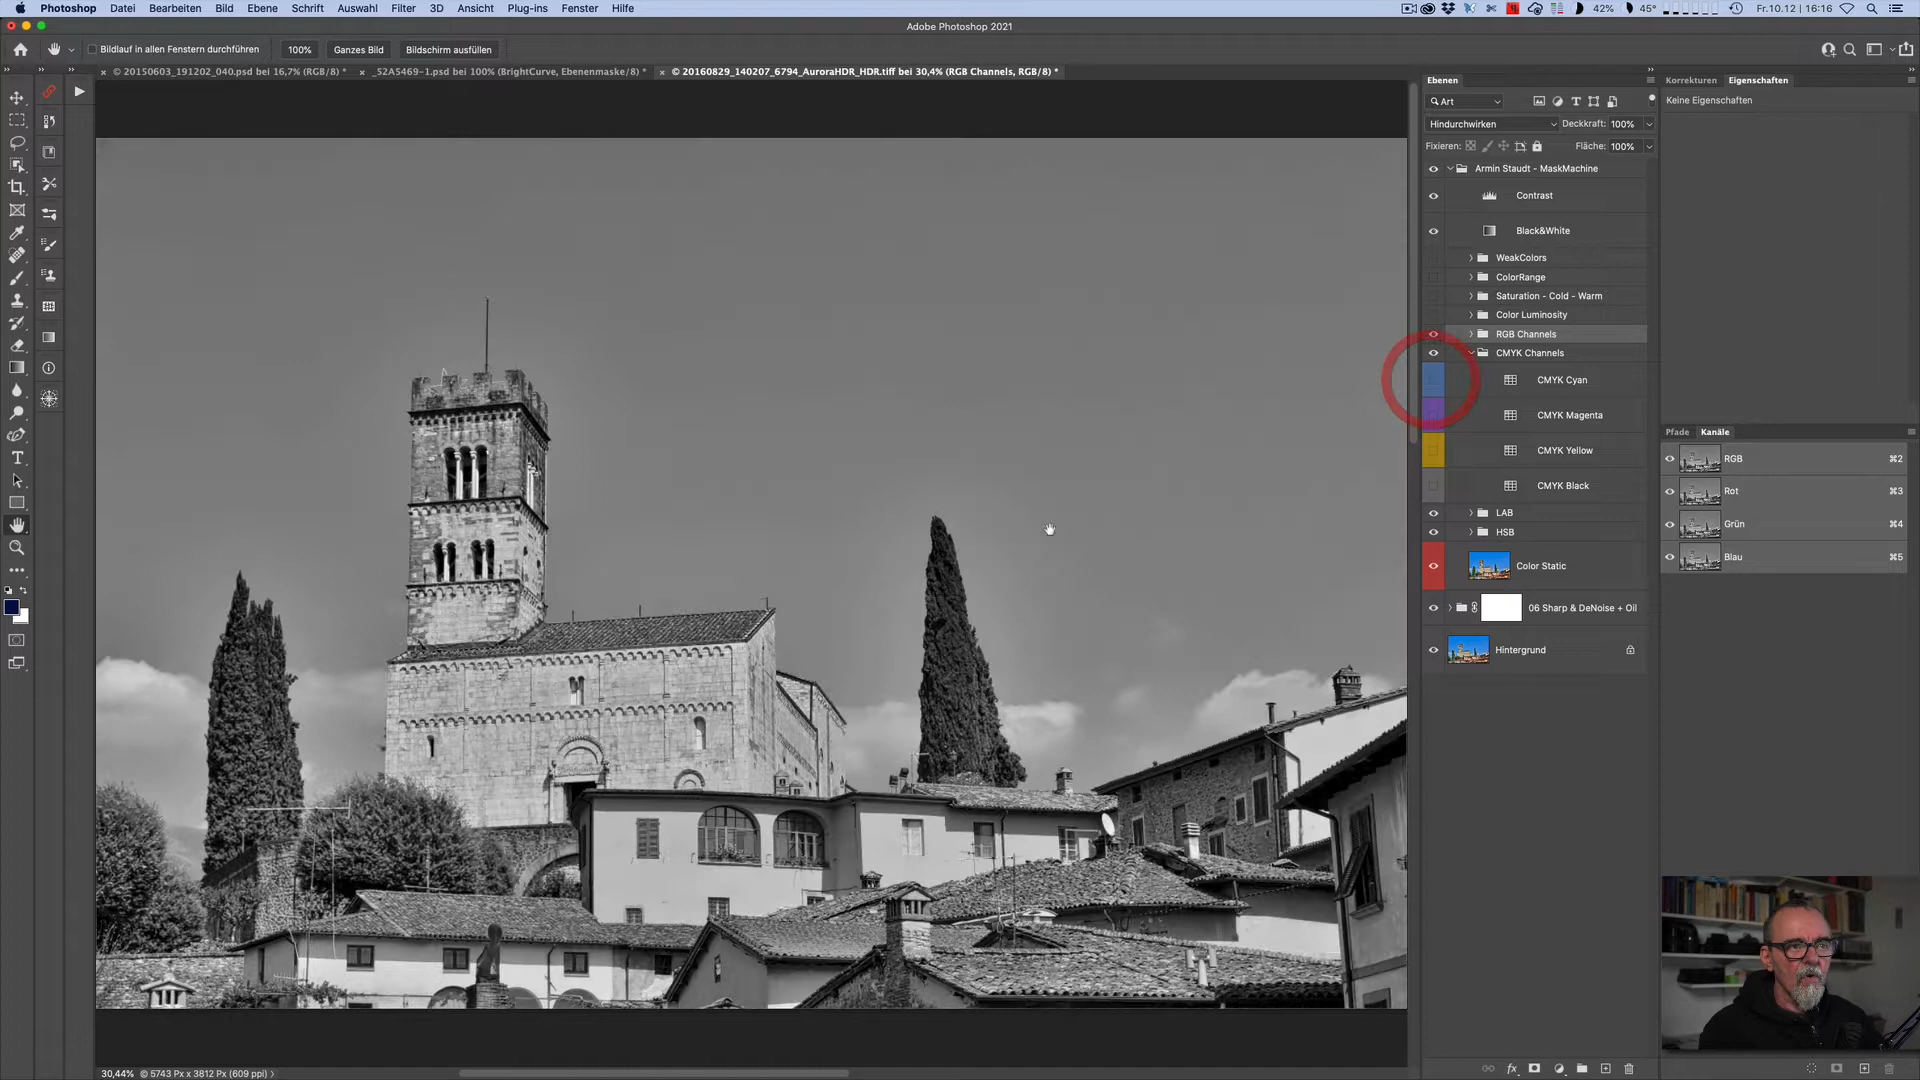 Photoshop Datei Bearbeiten Bild Ebene Schrift Auswahl Filter 3D Ansicht Plug-ins Fenster Hilfe 42% 45° Fr.10.12 | 16:16
Adobe Photoshop 2021
Bildlauf in allen Fenstern durchführen 100% Ganzes Bild Bildschirm ausfüllen
© 20150603_191202_040.psd bei 16,7% (RGB/8) * _52A5469-1.psd bei 100% (BrightCurve, Ebenenmaske/8) * © 20160829_140207_6794_AuroraHDR_HDR.tiff bei 30,4% (RGB Channels, RGB/8) *
Ebenen
Art
Hindurchwirken Deckkraft: 100%
Fixieren: Fläche: 100%
Armin Staudt - MaskMachine
Contrast
Black&White
WeakColors
ColorRange
Saturation - Cold - Warm
Color Luminosity
RGB Channels
CMYK Channels
CMYK Cyan
CMYK Magenta
CMYK Yellow
CMYK Black
LAB
HSB
Color Static
06 Sharp & DeNoise + Oil
Hintergrund
fx
Korrekturen Eigenschaften
Keine Eigenschaften
Pfade Kanäle
RGB ⌘2
Rot ⌘3
Grün ⌘4
Blau ⌘5
30,44% © 5743 Px x 3812 Px (609 ppi)